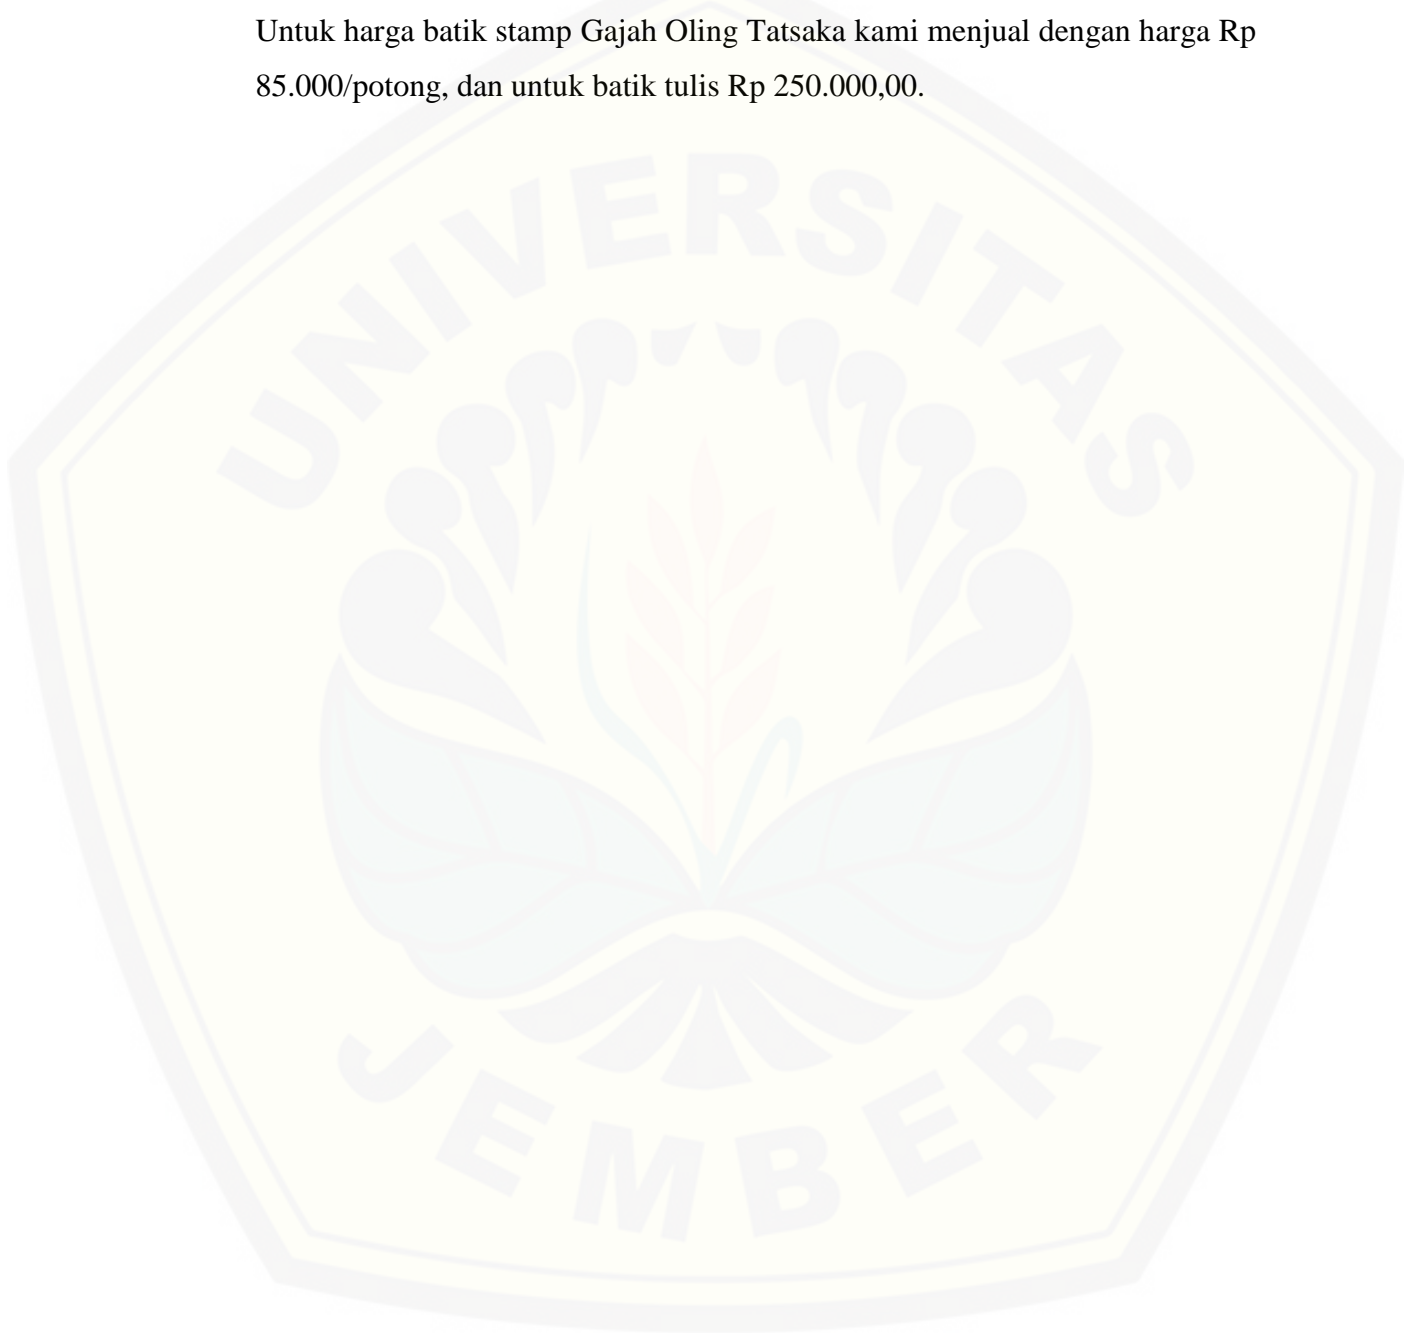 Untuk harga batik stamp Gajah Oling Tatsaka kami menjual dengan harga Rp
85.000/potong, dan untuk batik tulis Rp 250.000,00.
UNIVERSITAS
JEMBER